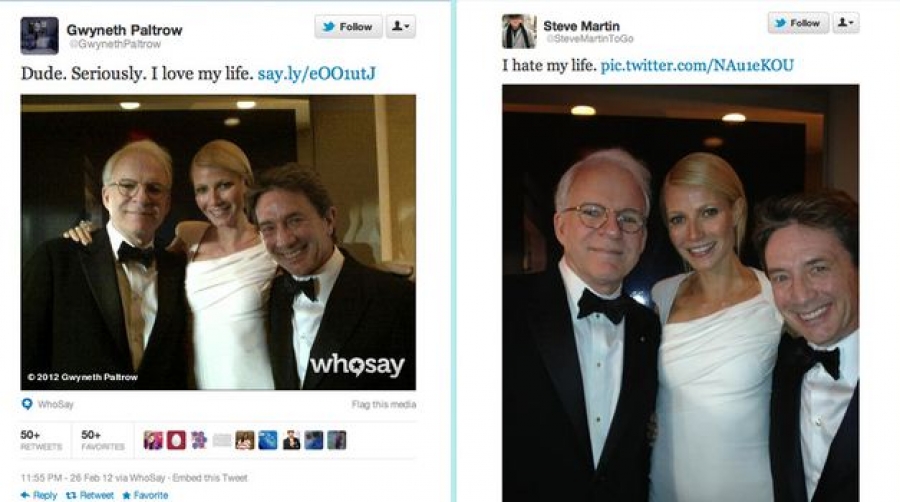 Gwyneth Paltrow
@GwynethPaltrow
Follow
Dude. Seriously. I love my life. say.ly/eOO1utJ
© 2012 Gwyneth Paltrow
whosay
WhoSay
Flag this media
50+
RETWEETS
50+
FAVORITES
11:55 PM - 26 Feb 12 via WhoSay · Embed this Tweet
Reply Retweet Favorite
Steve Martin
@SteveMartinToGo
Follow
I hate my life. pic.twitter.com/NAu1eKOU